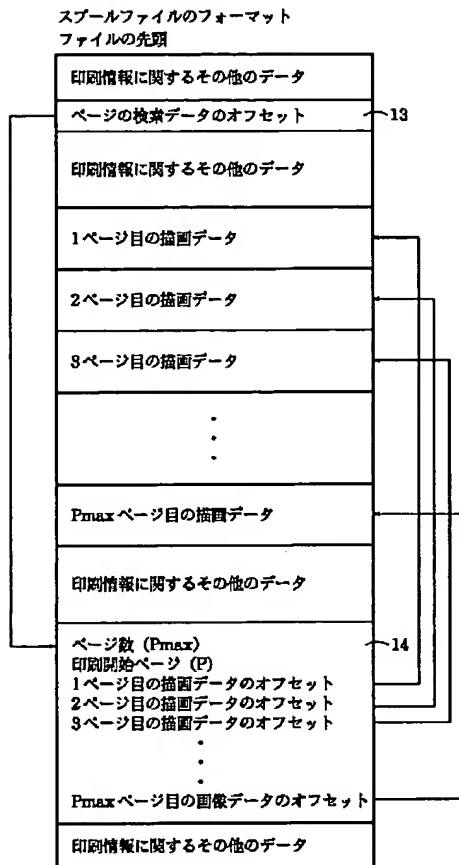 スプールファイルのフォーマット
ファイルの先頭
印刷情報に関するその他のデータ
ページの検索データのオフセット
13
印刷情報に関するその他のデータ
1ページ目の描画データ
2ページ目の描画データ
3ページ目の描画データ
・
・
・
Pmaxページ目の描画データ
印刷情報に関するその他のデータ
ページ数 (Pmax)
14
印刷開始ページ (P)
1ページ目の描画データのオフセット
2ページ目の描画データのオフセット
3ページ目の描画データのオフセット
・
・
・
Pmaxページ目の画像データのオフセット
印刷情報に関するその他のデータ